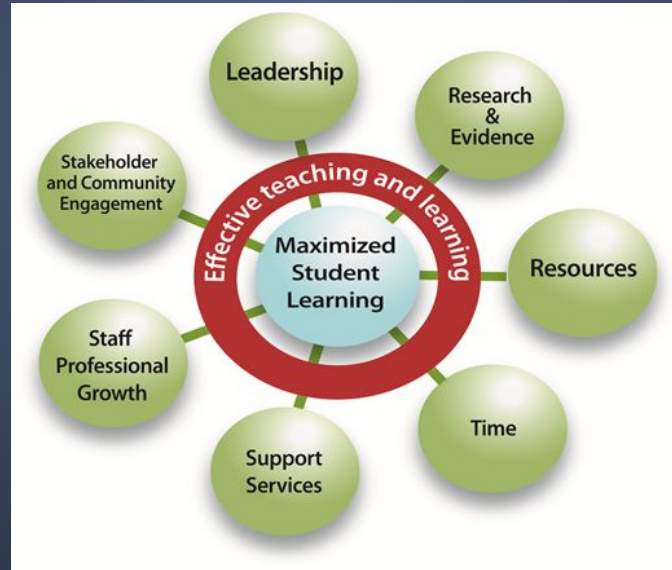 Leadership
Research
&
Evidence
Stakeholder
and Community
Engagement
Effective teaching and learning
Maximized
Student
Learning
Resources
Staff
Professional
Growth
Time
Support
Services